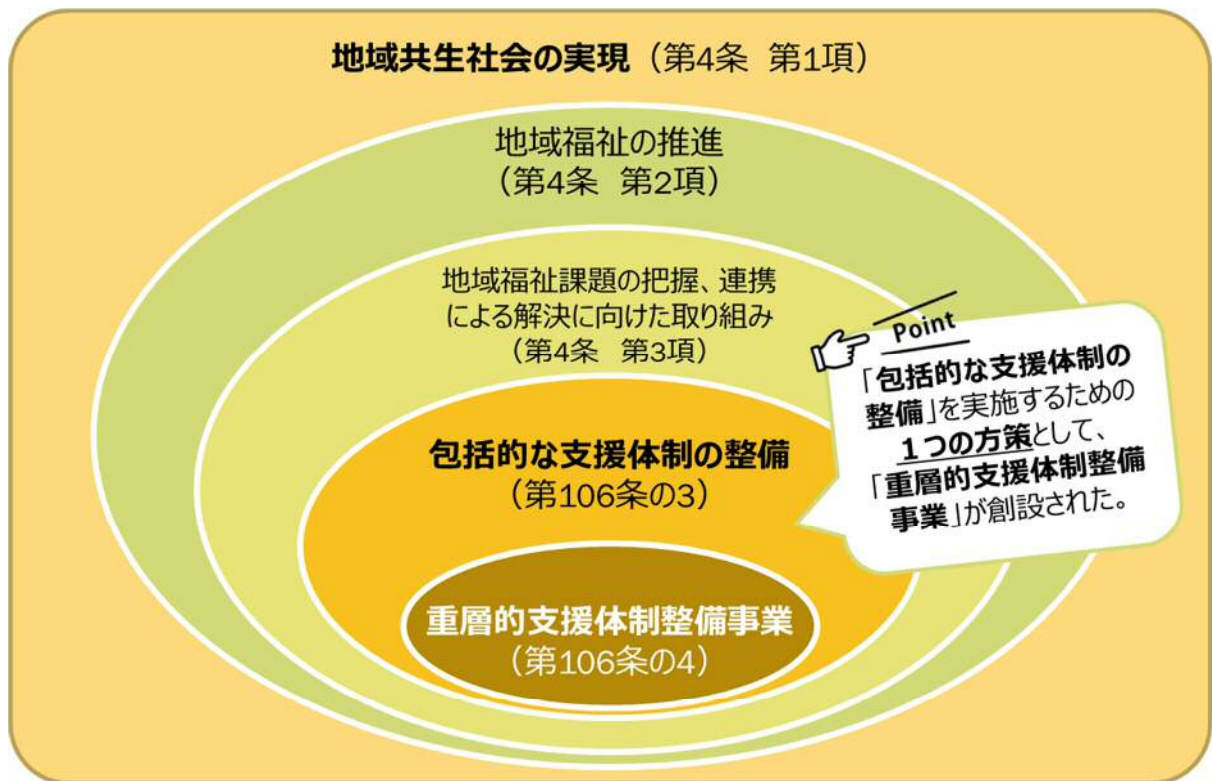 地域共生社会の実現（第4条 第1項）
地域福祉の推進
（第4条 第2項）
地域福祉課題の把握、連携
による解決に向けた取り組み
（第4条 第3項）
包括的な支援体制の整備
（第106条の3）
重層的支援体制整備事業
（第106条の4）
Point
「包括的な支援体制の
整備」を実施するための
１つの方策として、
「重層的支援体制整備
事業」が創設された。